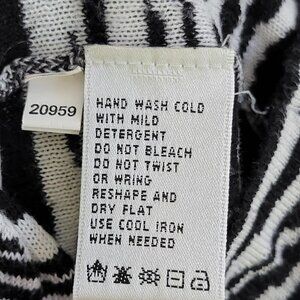 20959
HAND WASH COLD
WITH MILD
DETERGENT
DO NOT BLEACH
DO NOT TWIST
OR WRING
RESHAPE AND
DRY FLAT
USE COOL IRON
WHEN NEEDED